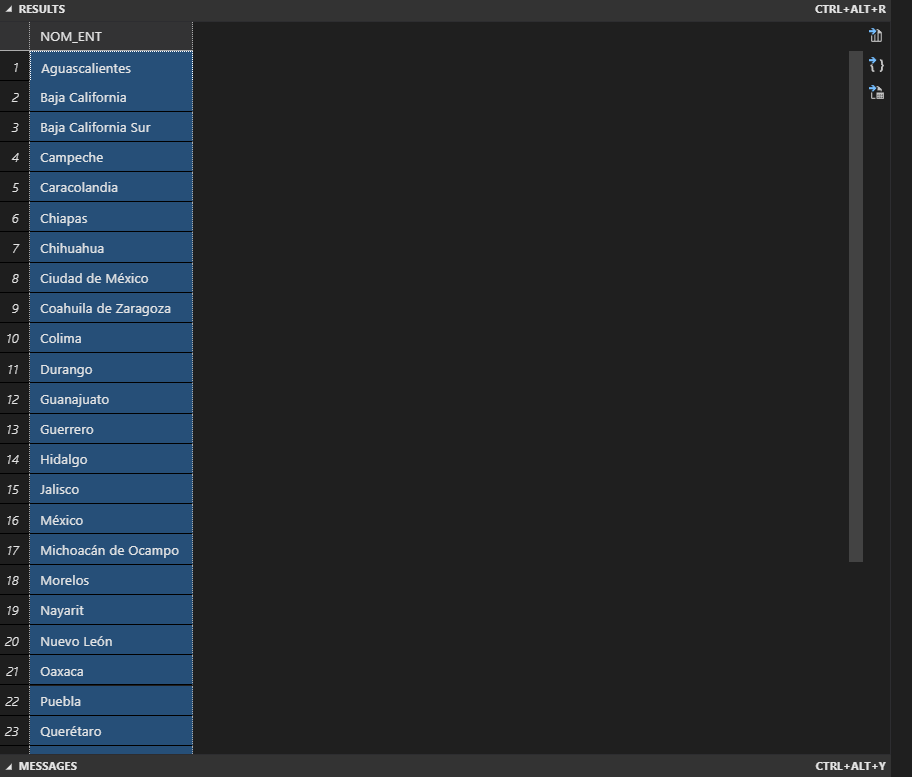 RESULTS CTRL+ALT+R
NOM_ENT
1 Aguascalientes
2 Baja California
3 Baja California Sur
4 Campeche
5 Caracolandia
6 Chiapas
7 Chihuahua
8 Ciudad de México
9 Coahuila de Zaragoza
10 Colima
11 Durango
12 Guanajuato
13 Guerrero
14 Hidalgo
15 Jalisco
16 México
17 Michoacán de Ocampo
18 Morelos
19 Nayarit
20 Nuevo León
21 Oaxaca
22 Puebla
23 Querétaro
MESSAGES CTRL+ALT+Y